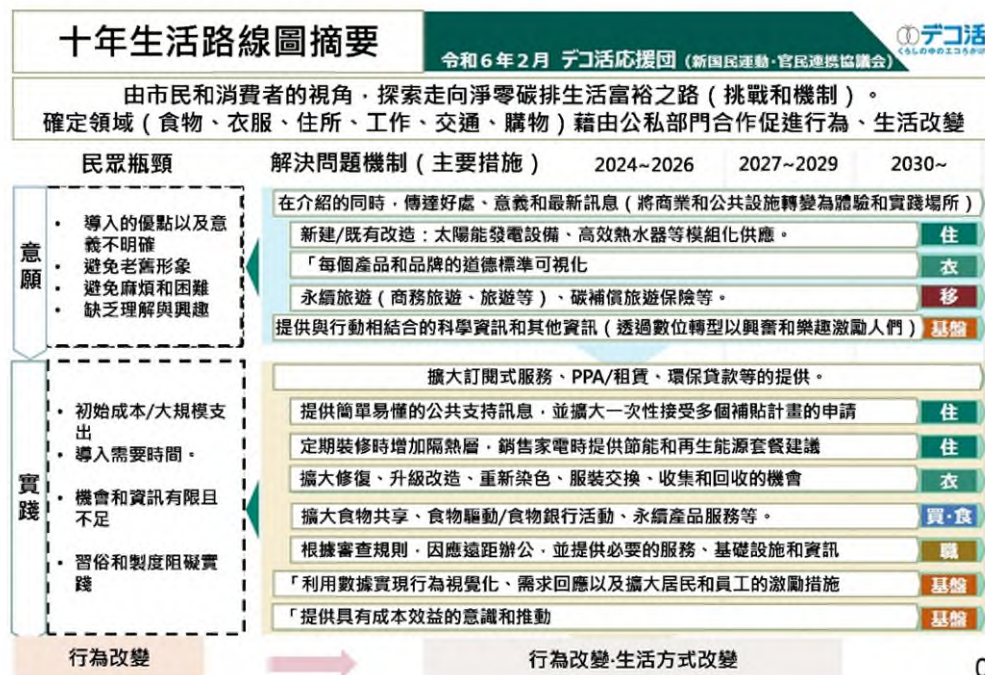 十年生活路線圖摘要
令和6年2月 デコ活応援団(新国民運動・官民連携協議会)
デコ活
くらしの中のエコろがけ
由市民和消費者的視角，探索走向淨零碳排生活富裕之路(挑戰和機制)。
確定領域(食物、衣服、住所、工作、交通、購物)藉由公私部門合作促進行為、生活改變
民眾瓶頸
解決問題機制(主要措施)
2024~2026
2027~2029
2030~
意願
• 導入的優點以及意
義不明確
• 避免老舊形象
• 避免麻煩和困難
• 缺乏理解與興趣
在介紹的同時，傳達好處、意義和最新訊息(將商業和公共設施轉變為體驗和實踐場所)
新建/既有改造：太陽能發電設備、高效熱水器等模組化供應。 住
「每個產品和品牌的道德標準可視化 衣
永續旅遊(商務旅遊、旅遊等)、碳補償旅遊保險等。 移
提供與行動相結合的科學資訊和其他資訊(透過數位轉型以興奮和樂趣激勵人們) 基盤
實踐
• 初始成本/大規模支
出
• 導入需要時間。
• 機會和資訊有限且
不足
• 習俗和製度阻礙實
踐
擴大訂閱式服務、PPA/租賃、環保貸款等的提供。
提供簡單易懂的公共支持訊息，並擴大一次性接受多個補貼計畫的申請 住
定期裝修時增加隔熱層，銷售家電時提供節能和再生能源套餐建議 住
擴大修復、升級改造、重新染色、服裝交換、收集和回收的機會 衣
擴大食物共享、食物驅動/食物銀行活動、永續產品服務等。 買・食
根據審查規則，因應遠距辦公，並提供必要的服務、基礎設施和資訊 職
「利用數據實現行為視覺化、需求回應以及擴大居民和員工的激勵措施 基盤
「提供具有成本效益的意識和推動 基盤
行為改變
行為改變·生活方式改變